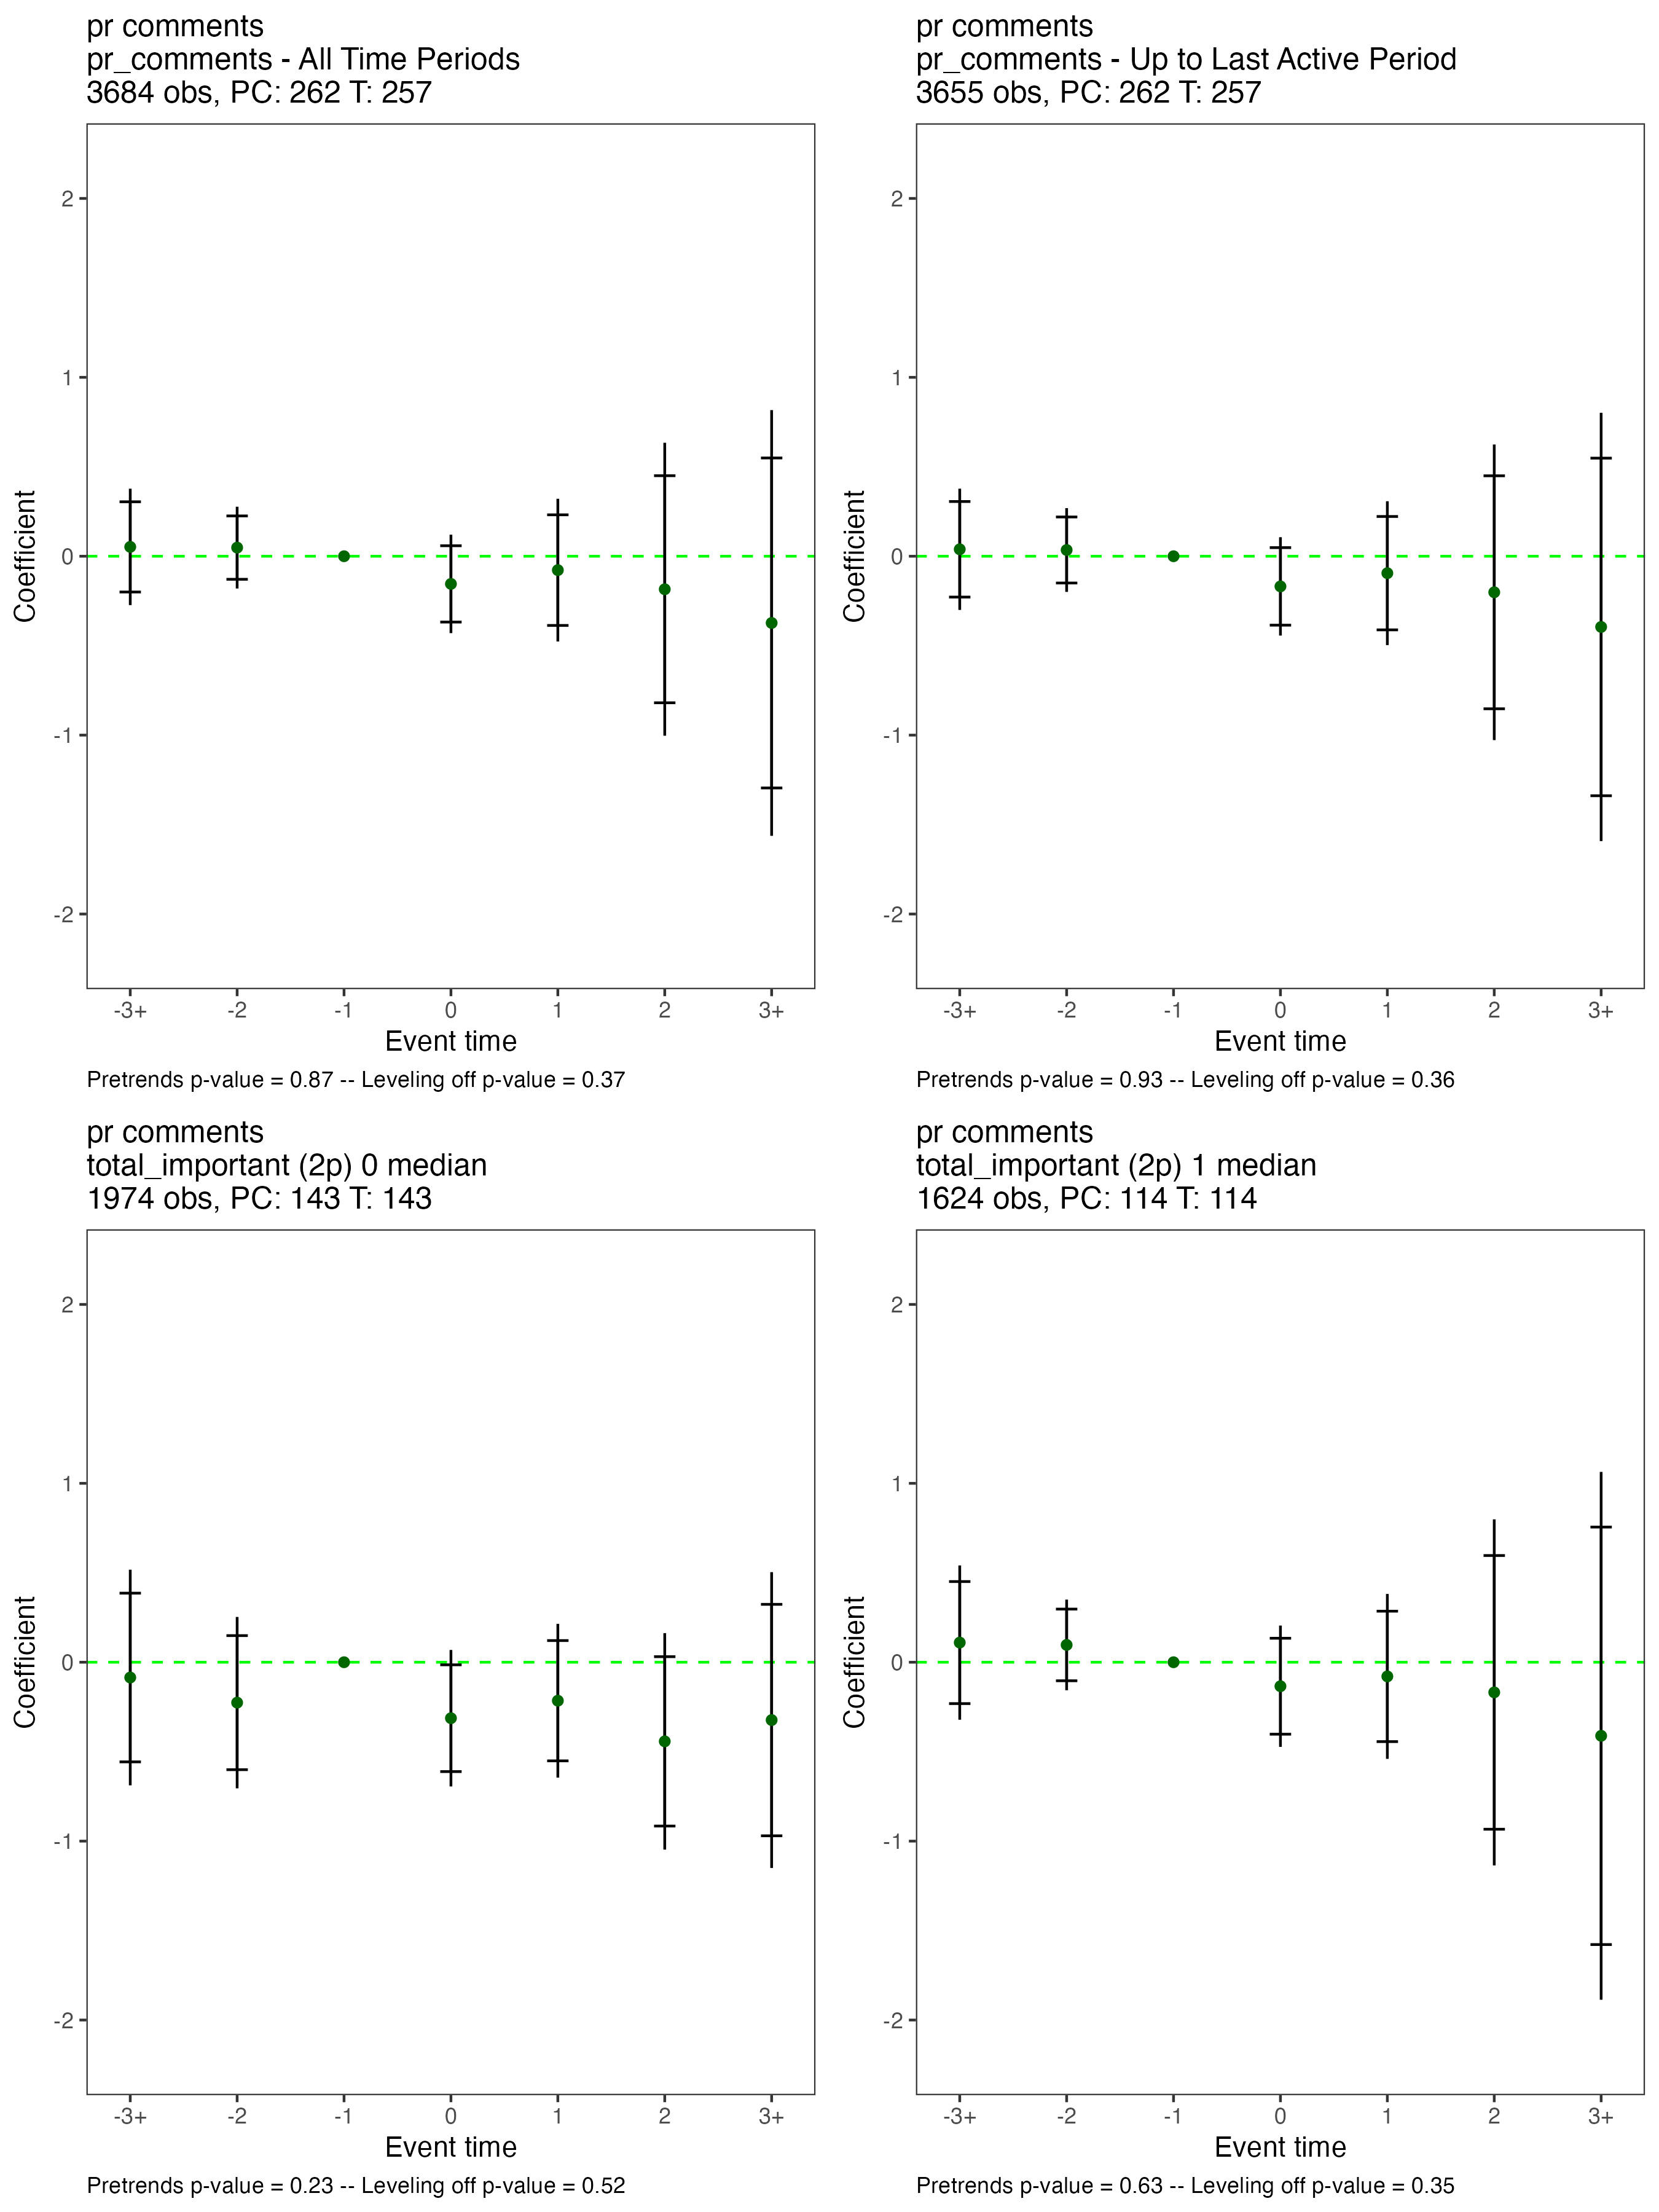 pr comments
pr_comments - All Time Periods
3684 obs, PC: 262 T: 257
2
1
0
-1
-2
Coefficient
-3+ -2 -1 0 1 2 3+
Event time
Pretrends p-value = 0.87 -- Leveling off p-value = 0.37
pr comments
pr_comments - Up to Last Active Period
3655 obs, PC: 262 T: 257
2
1
0
-1
-2
Coefficient
-3+ -2 -1 0 1 2 3+
Event time
Pretrends p-value = 0.93 -- Leveling off p-value = 0.36
pr comments
total_important (2p) 0 median
1974 obs, PC: 143 T: 143
2
1
0
-1
-2
Coefficient
-3+ -2 -1 0 1 2 3+
Event time
Pretrends p-value = 0.23 -- Leveling off p-value = 0.52
pr comments
total_important (2p) 1 median
1624 obs, PC: 114 T: 114
2
1
0
-1
-2
Coefficient
-3+ -2 -1 0 1 2 3+
Event time
Pretrends p-value = 0.63 -- Leveling off p-value = 0.35